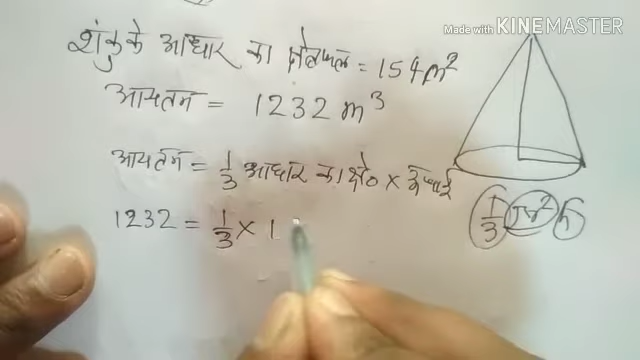 Made with KINEMASTER
शंकु के आधार का क्षेत्रफल = 154 m²
आयतन = 1232 m³
आयतन = 1/3 आधार का क्षे० × ऊँचाई
1232 = 1/3 × 1
1/3 πr² h